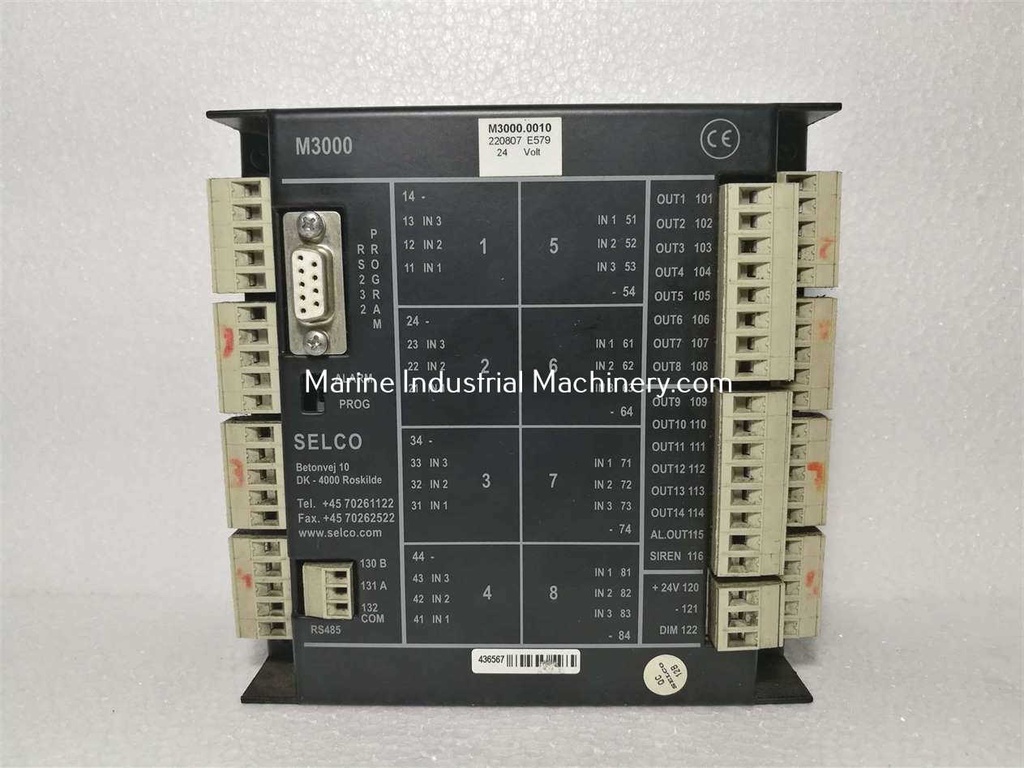 M3000
M3000.0010
220807 E579
24 Volt
CE
RS232
PROGRAM
ALARM
PROG
SELCO
Betonvej 10
DK - 4000 Roskilde
Tel. +45 70261122
Fax. +45 70262522
www.selco.com
130 B
131 A
132
COM
RS485
14 -
13 IN 3
12 IN 2
11 IN 1
1
24 -
23 IN 3
22 IN 2
2
34 -
33 IN 3
32 IN 2
31 IN 1
3
44 -
43 IN 3
42 IN 2
41 IN 1
4
5
IN 1 51
IN 2 52
IN 3 53
- 54
6
IN 1 61
IN 2 62
- 64
7
IN 1 71
IN 2 72
IN 3 73
- 74
8
IN 1 81
IN 2 82
IN 3 83
- 84
OUT1 101
OUT2 102
OUT3 103
OUT4 104
OUT5 105
OUT6 106
OUT7 107
OUT8 108
OUT9 109
OUT10 110
OUT11 111
OUT12 112
OUT13 113
OUT14 114
AL.OUT115
SIREN 116
+ 24V 120
- 121
DIM 122
Marine Industrial Machinery.com
436567
QC
SELCO
128